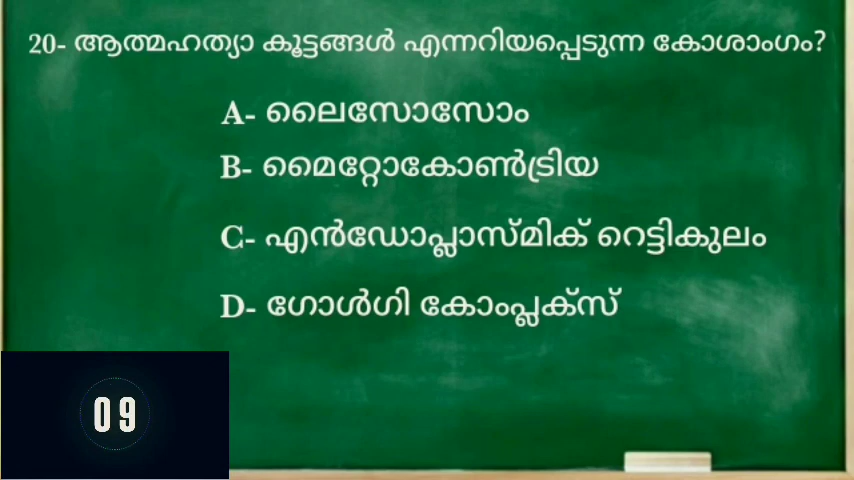 20- ആത്മഹത്യാ കൂട്ടങ്ങൾ എന്നറിയപ്പെടുന്ന കോശാംഗം?
A- ലൈസോസോം
B- മൈറ്റോകോൺട്രിയ
C- എൻഡോപ്ലാസ്മിക് റെട്ടികുലം
D- ഗോൾഗി കോംപ്ലക്സ്
09